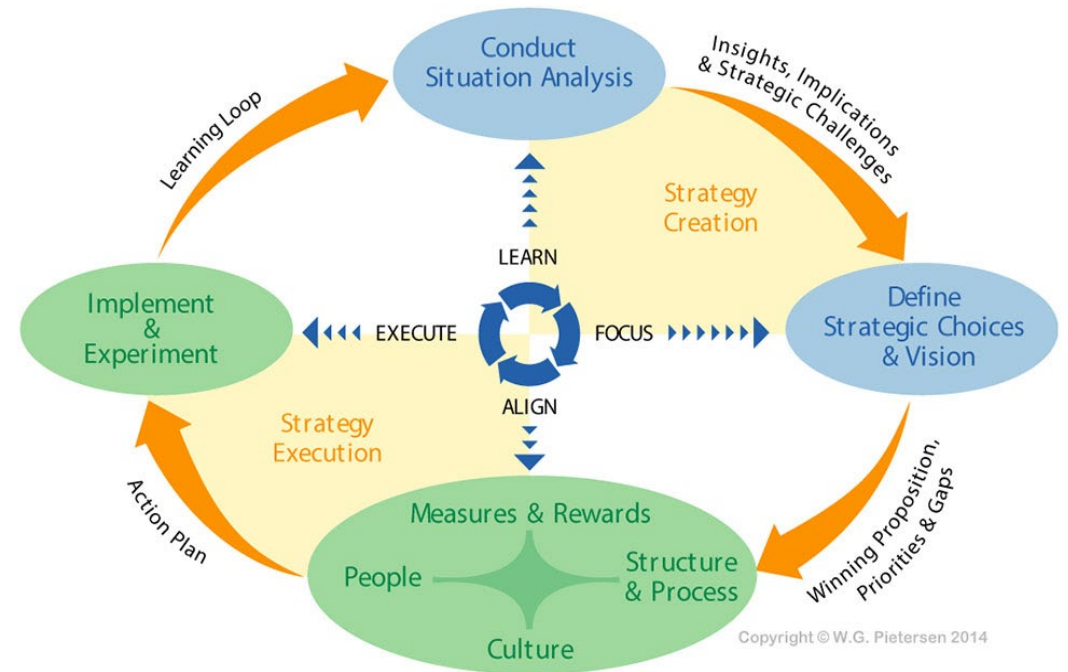 Conduct
Situation Analysis
Insights, Implications
& Strategic Challenges
Learning Loop
Strategy
Creation
LEARN
Implement
&
Experiment
EXECUTE
FOCUS
Define
Strategic Choices
& Vision
ALIGN
Strategy
Execution
Action Plan
Winning Proposition,
Priorities & Gaps
Measures & Rewards
People
Structure
& Process
Culture
Copyright © W.G. Pietersen 2014